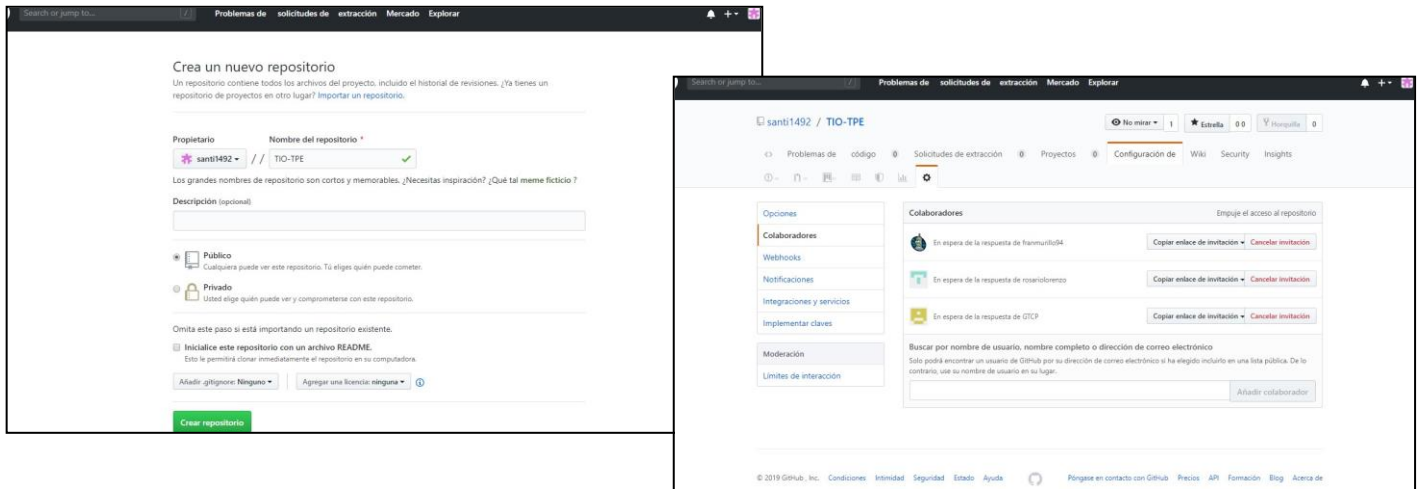 Search or jump to...
Problemas de solicitudes de extracción Mercado Explorar
Crea un nuevo repositorio
Un repositorio contiene todos los archivos del proyecto, incluido el historial de revisiones. ¿Ya tienes un
repositorio de proyectos en otro lugar? Importar un repositorio.
Propietario Nombre del repositorio *
santi1492 / / TIO-TPE
Los grandes nombres de repositorio son cortos y memorables. ¿Necesitas inspiración? ¿Qué tal meme ficticio ?
Descripción (opcional)
Público
Cualquiera puede ver este repositorio. Tú eliges quién puede cometer.
Privado
Usted elige quién puede ver y comprometerse con este repositorio.
Omita este paso si está importando un repositorio existente.
Inicialice este repositorio con un archivo README.
Esto le permitirá clonar inmediatamente el repositorio en su computadora.
Añadir .gitignore: Ninguno Agregar una licencia: ninguna
Crear repositorio
Search or jump to...
Problemas de solicitudes de extracción Mercado Explorar
santi1492 / TIO-TPE
No mirar 1 Estrella 0 0 Horquilla 0
Problemas de código 0 Solicitudes de extracción 0 Proyectos 0 Configuración de Wiki Security Insights
Opciones
Colaboradores
Webhooks
Notificaciones
Integraciones y servicios
Implementar claves
Moderación
Límites de interacción
Colaboradores Empuje el acceso al repositorio
En espera de la respuesta de franmurillo94 Copiar enlace de invitación Cancelar invitación
En espera de la respuesta de rosariolorenzo Copiar enlace de invitación Cancelar invitación
En espera de la respuesta de GTCP Copiar enlace de invitación Cancelar invitación
Buscar por nombre de usuario, nombre completo o dirección de correo electrónico
Solo podrá encontrar un usuario de GitHub por su dirección de correo electrónico si ha elegido incluirlo en una lista pública. De lo
contrario, use su nombre de usuario en su lugar.
Añadir colaborador
© 2019 GitHub, Inc. Condiciones Intimidad Seguridad Estado Ayuda Póngase en contacto con GitHub Precios API Formación Blog Acerca de